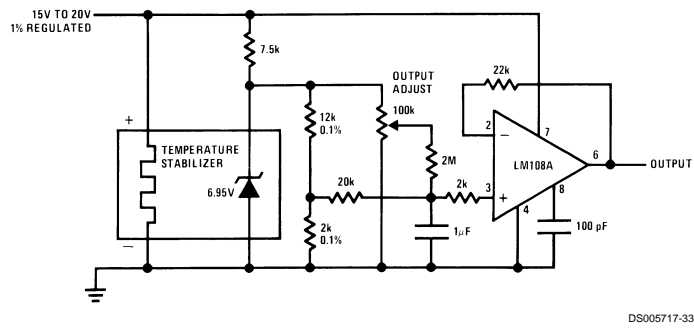 15V TO 20V
1% REGULATED
7.5k
OUTPUT
ADJUST
22k
+
12k
0.1%
100k
2
−
7
TEMPERATURE
STABILIZER
2M
LM108A
6
OUTPUT
6.95V
20k
2k
3
+
8
4
−
2k
0.1%
1µF
100 pF
DS005717-33